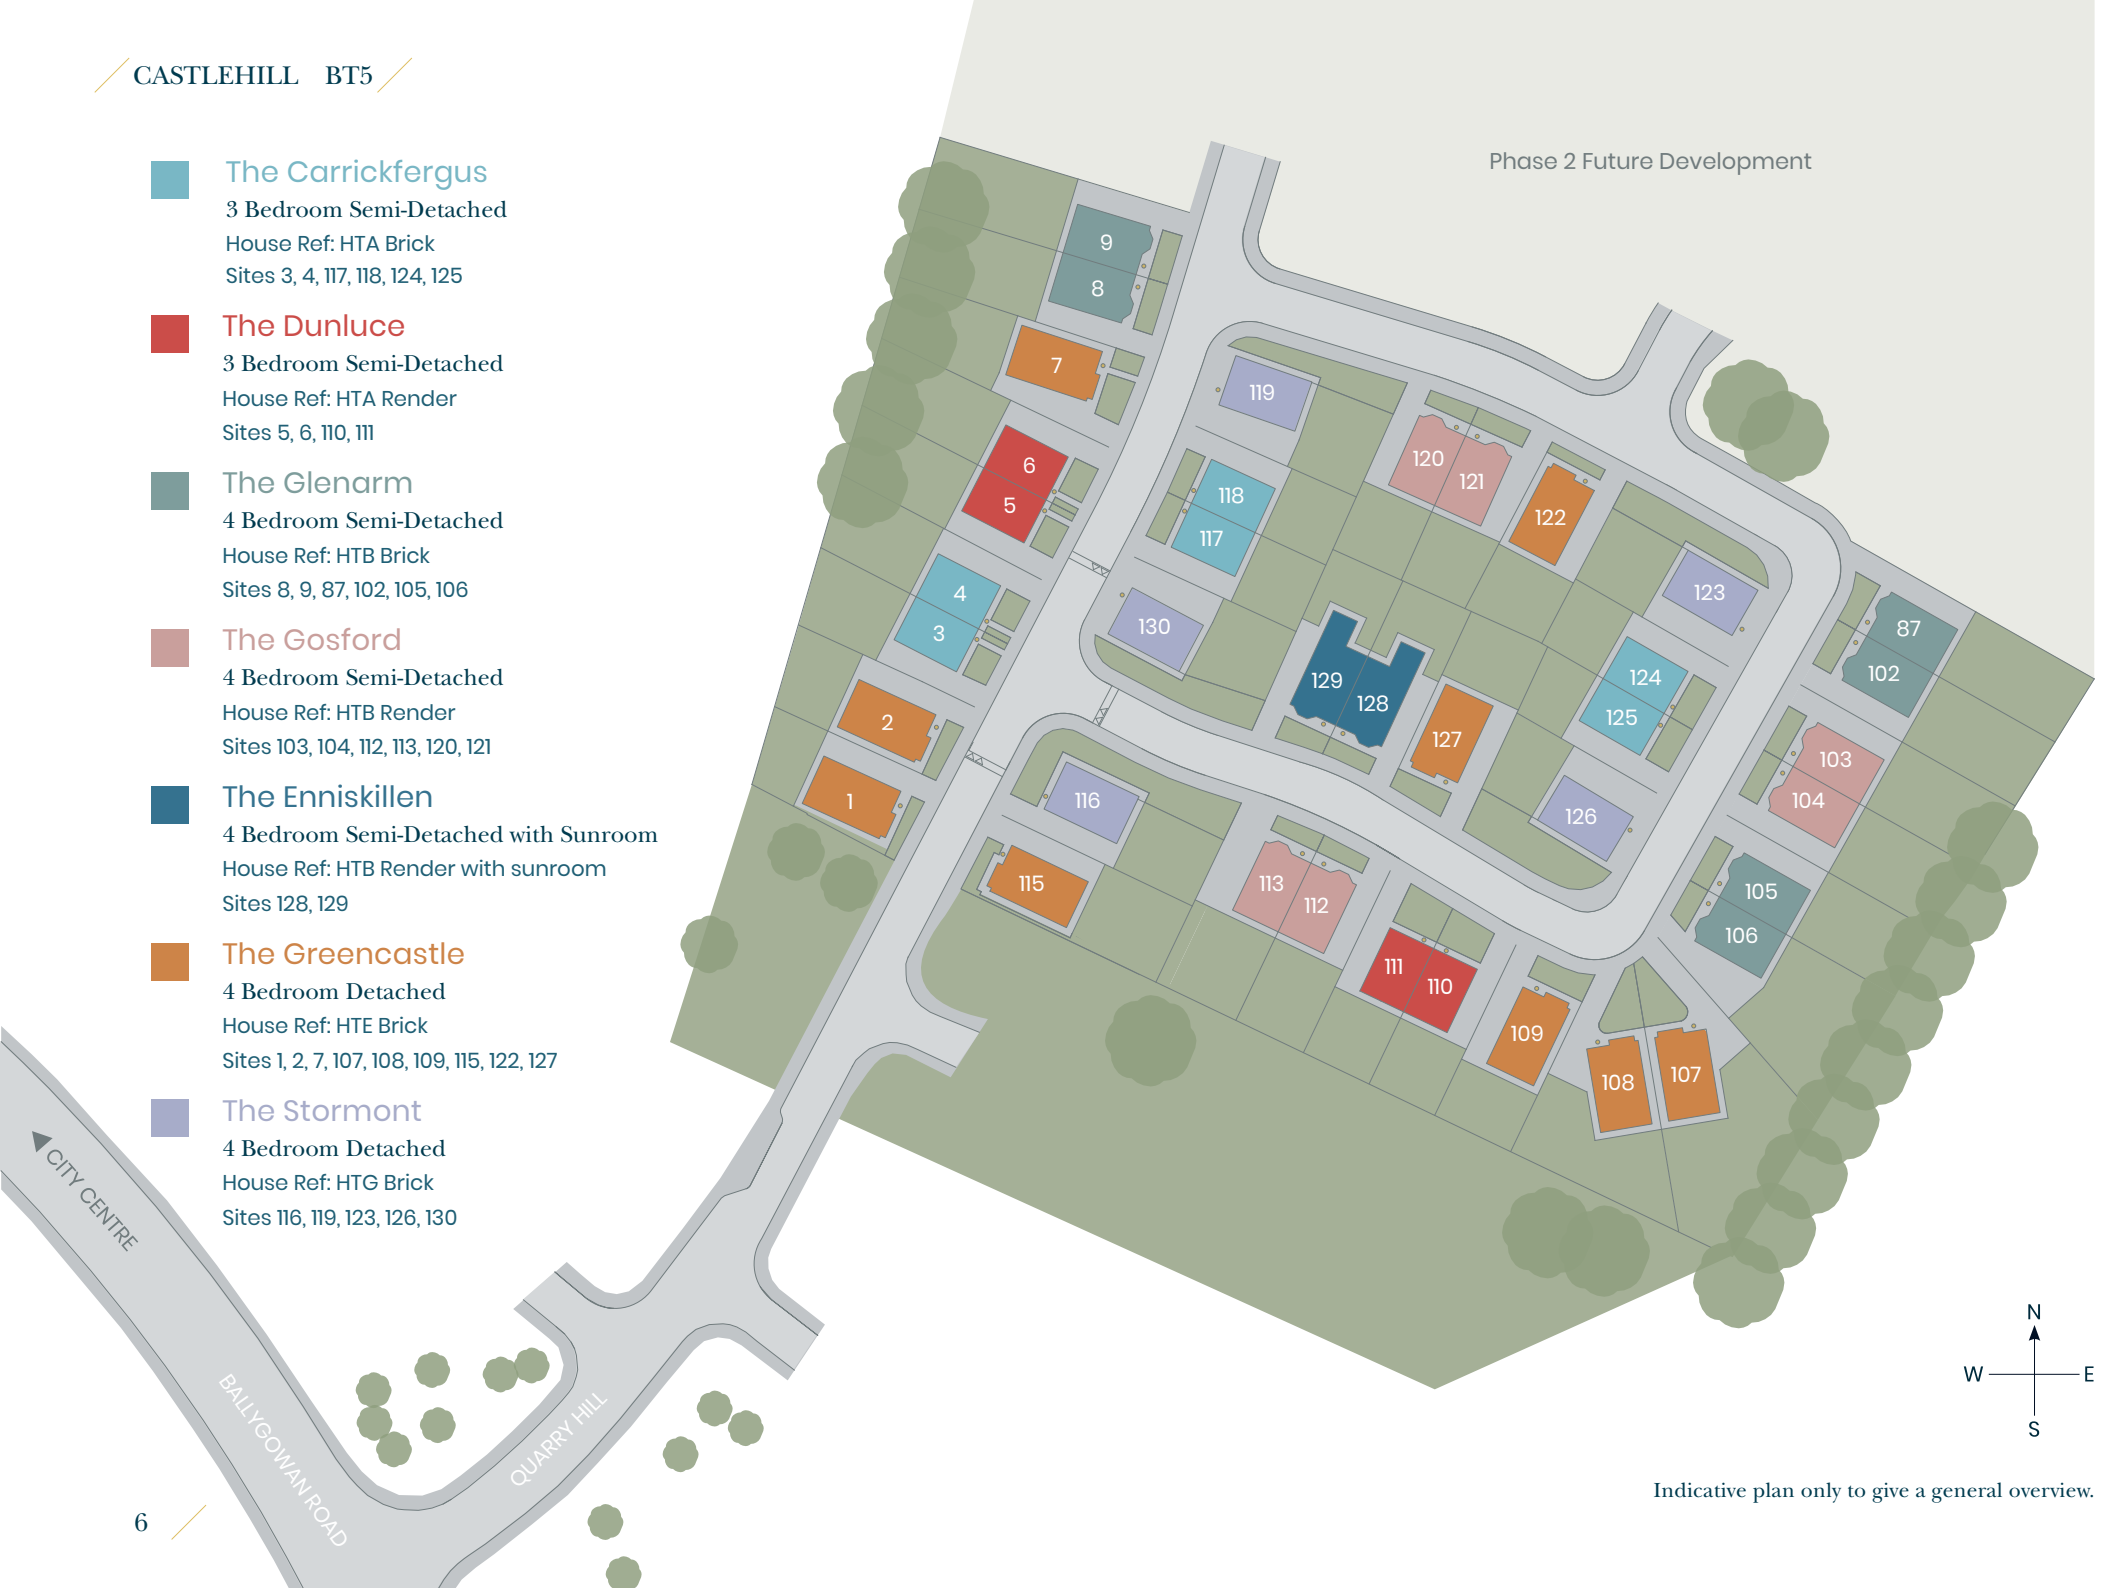 CASTLEHILL BT5
The Carrickfergus
3 Bedroom Semi-Detached
House Ref: HTA Brick
Sites 3, 4, 117, 118, 124, 125
The Dunluce
3 Bedroom Semi-Detached
House Ref: HTA Render
Sites 5, 6, 110, 111
The Glenarm
4 Bedroom Semi-Detached
House Ref: HTB Brick
Sites 8, 9, 87, 102, 105, 106
The Gosford
4 Bedroom Semi-Detached
House Ref: HTB Render
Sites 103, 104, 112, 113, 120, 121
The Enniskillen
4 Bedroom Semi-Detached with Sunroom
House Ref: HTB Render with sunroom
Sites 128, 129
The Greencastle
4 Bedroom Detached
House Ref: HTE Brick
Sites 1, 2, 7, 107, 108, 109, 115, 122, 127
The Stormont
4 Bedroom Detached
House Ref: HTG Brick
Sites 116, 119, 123, 126, 130
Phase 2 Future Development
9
8
7
6
5
4
3
2
1
119
118
117
130
120
121
122
123
124
125
126
129
128
127
87
102
103
104
105
106
116
115
113
112
111
110
109
108
107
CITY CENTRE
BALLYGOWAN ROAD
QUARRY HILL
N
W
E
S
Indicative plan only to give a general overview.
6